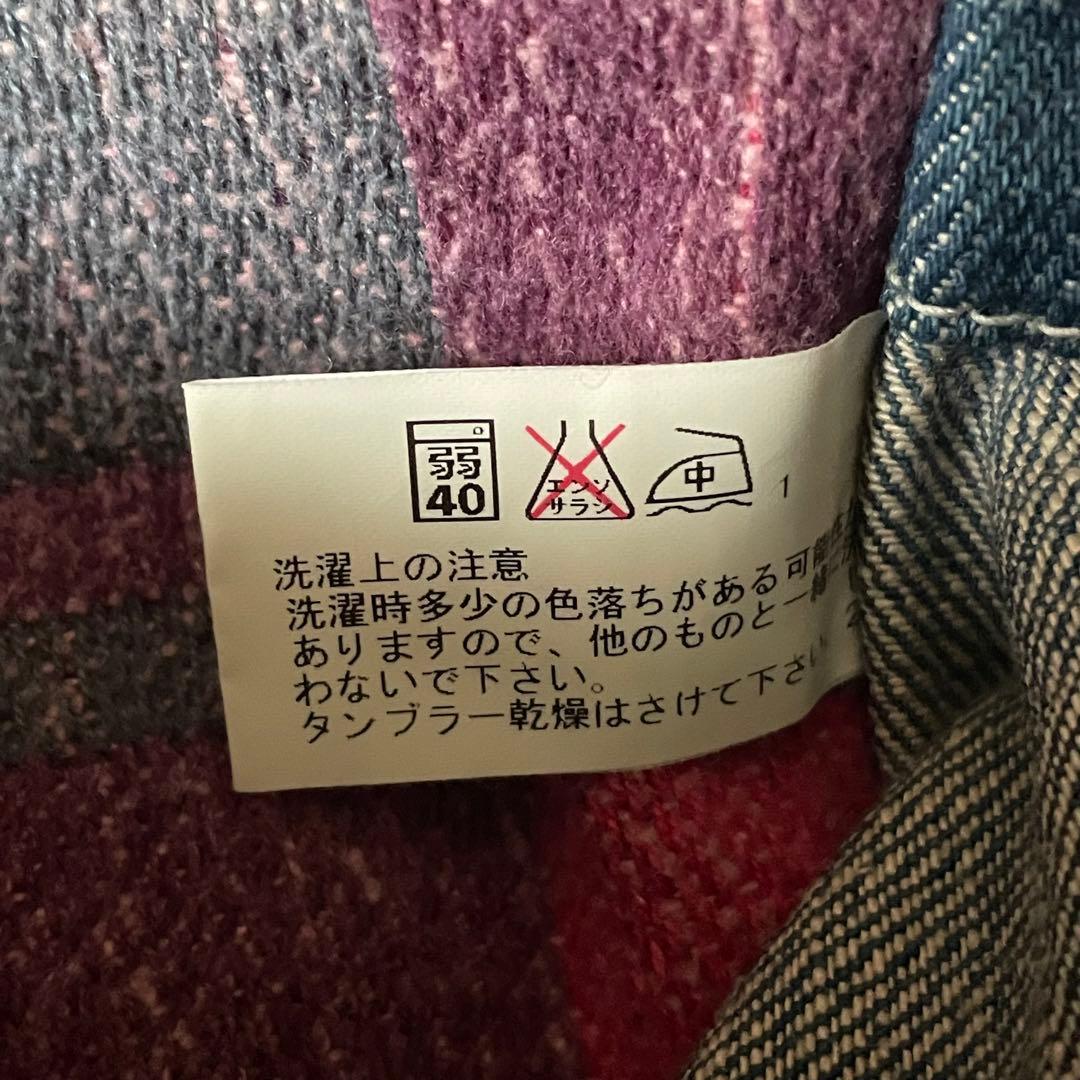 弱
40
エンソ
サラシ
中
1
洗濯上の注意
洗濯時多少の色落ちがある可能性
ありますので、他のものと一緒に洗
わないで下さい。
タンブラー乾燥はさけて下さい
2